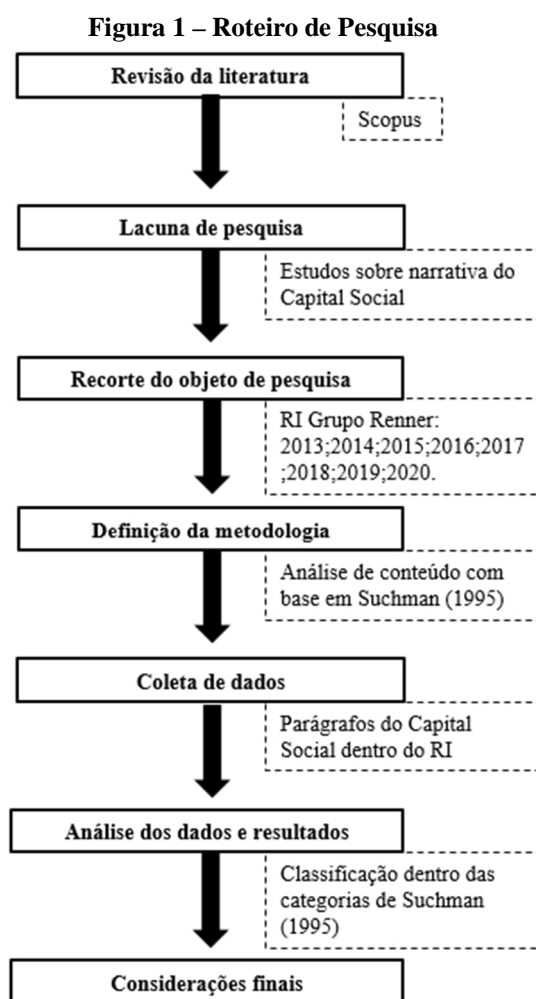 Figura 1 – Roteiro de Pesquisa
Revisão da literatura
Scopus
Lacuna de pesquisa
Estudos sobre narrativa do
Capital Social
Recorte do objeto de pesquisa
RI Grupo Renner:
2013;2014;2015;2016;2017
;2018;2019;2020.
Definição da metodologia
Análise de conteúdo com
base em Suchman (1995)
Coleta de dados
Parágrafos do Capital
Social dentro do RI
Análise dos dados e resultados
Classificação dentro das
categorias de Suchman
(1995)
Considerações finais